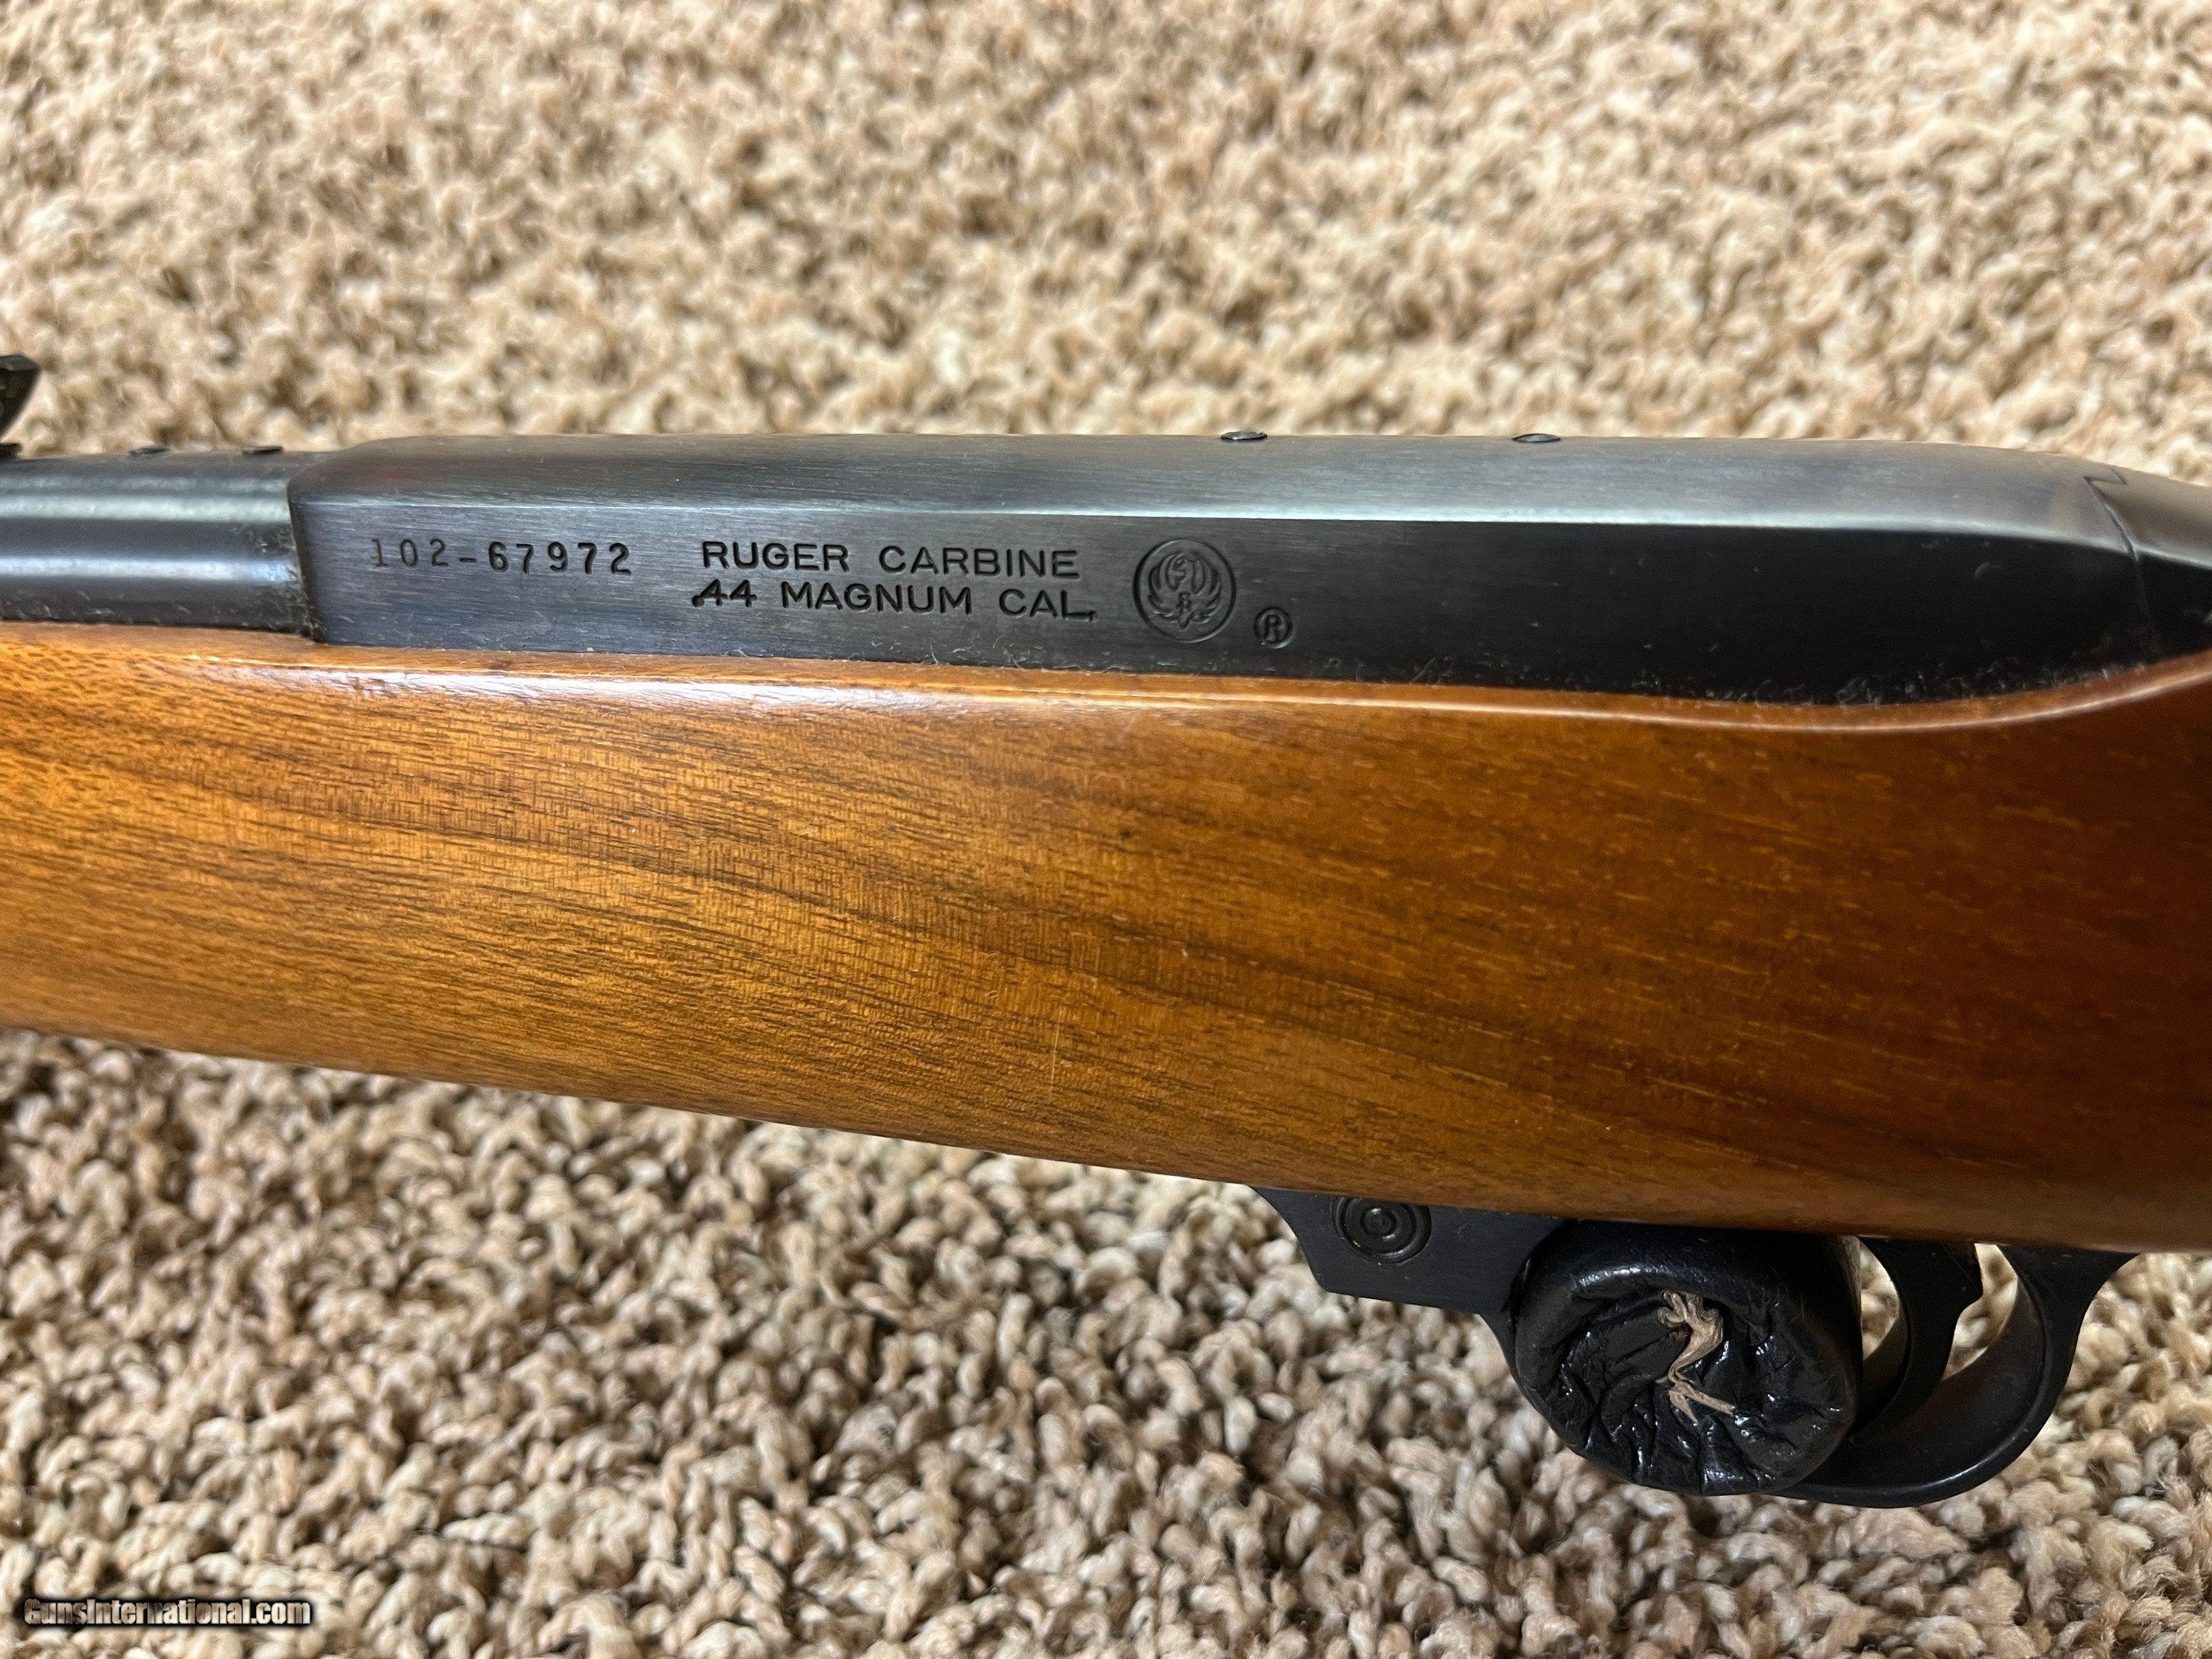 102-67972 RUGER CARBINE
.44 MAGNUM CAL.
®
GunsInternational.com